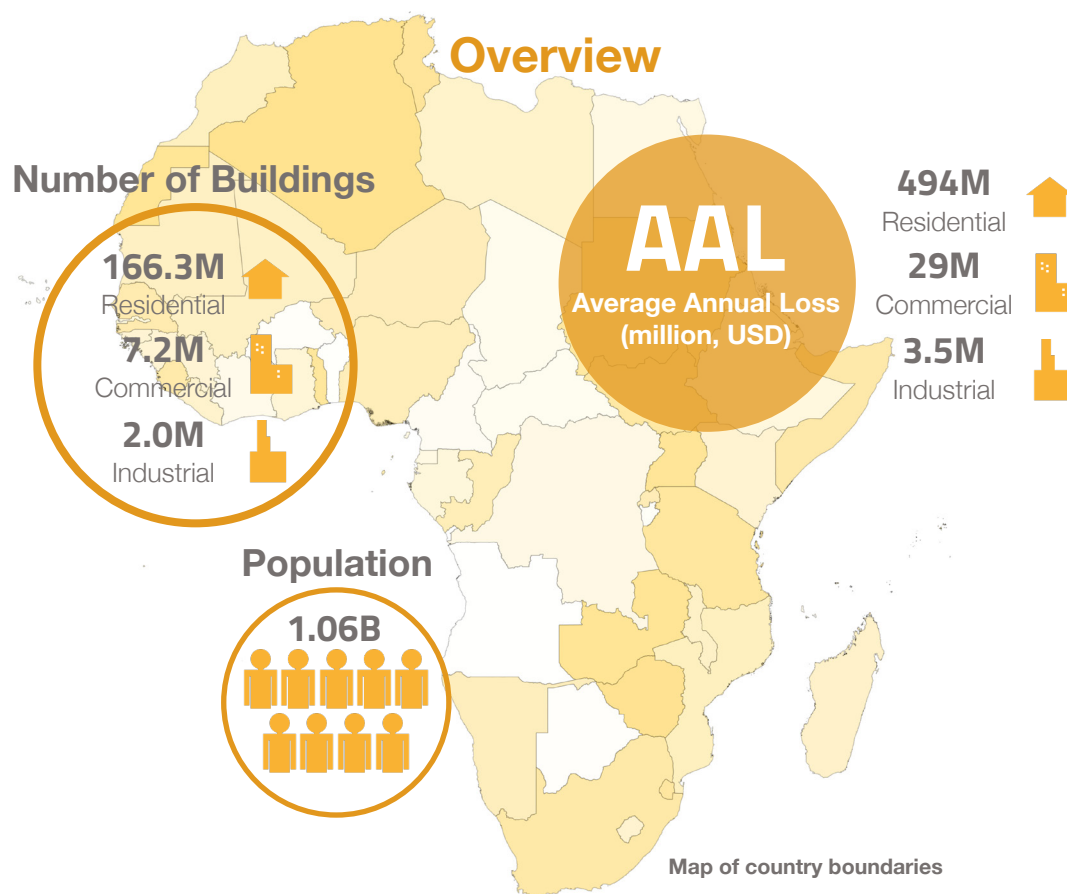 Overview
Number of Buildings
166.3M
Residential
7.2M
Commercial
2.0M
Industrial
AAL
Average Annual Loss
(million, USD)
494M
Residential
29M
Commercial
3.5M
Industrial
Population
1.06B
Map of country boundaries